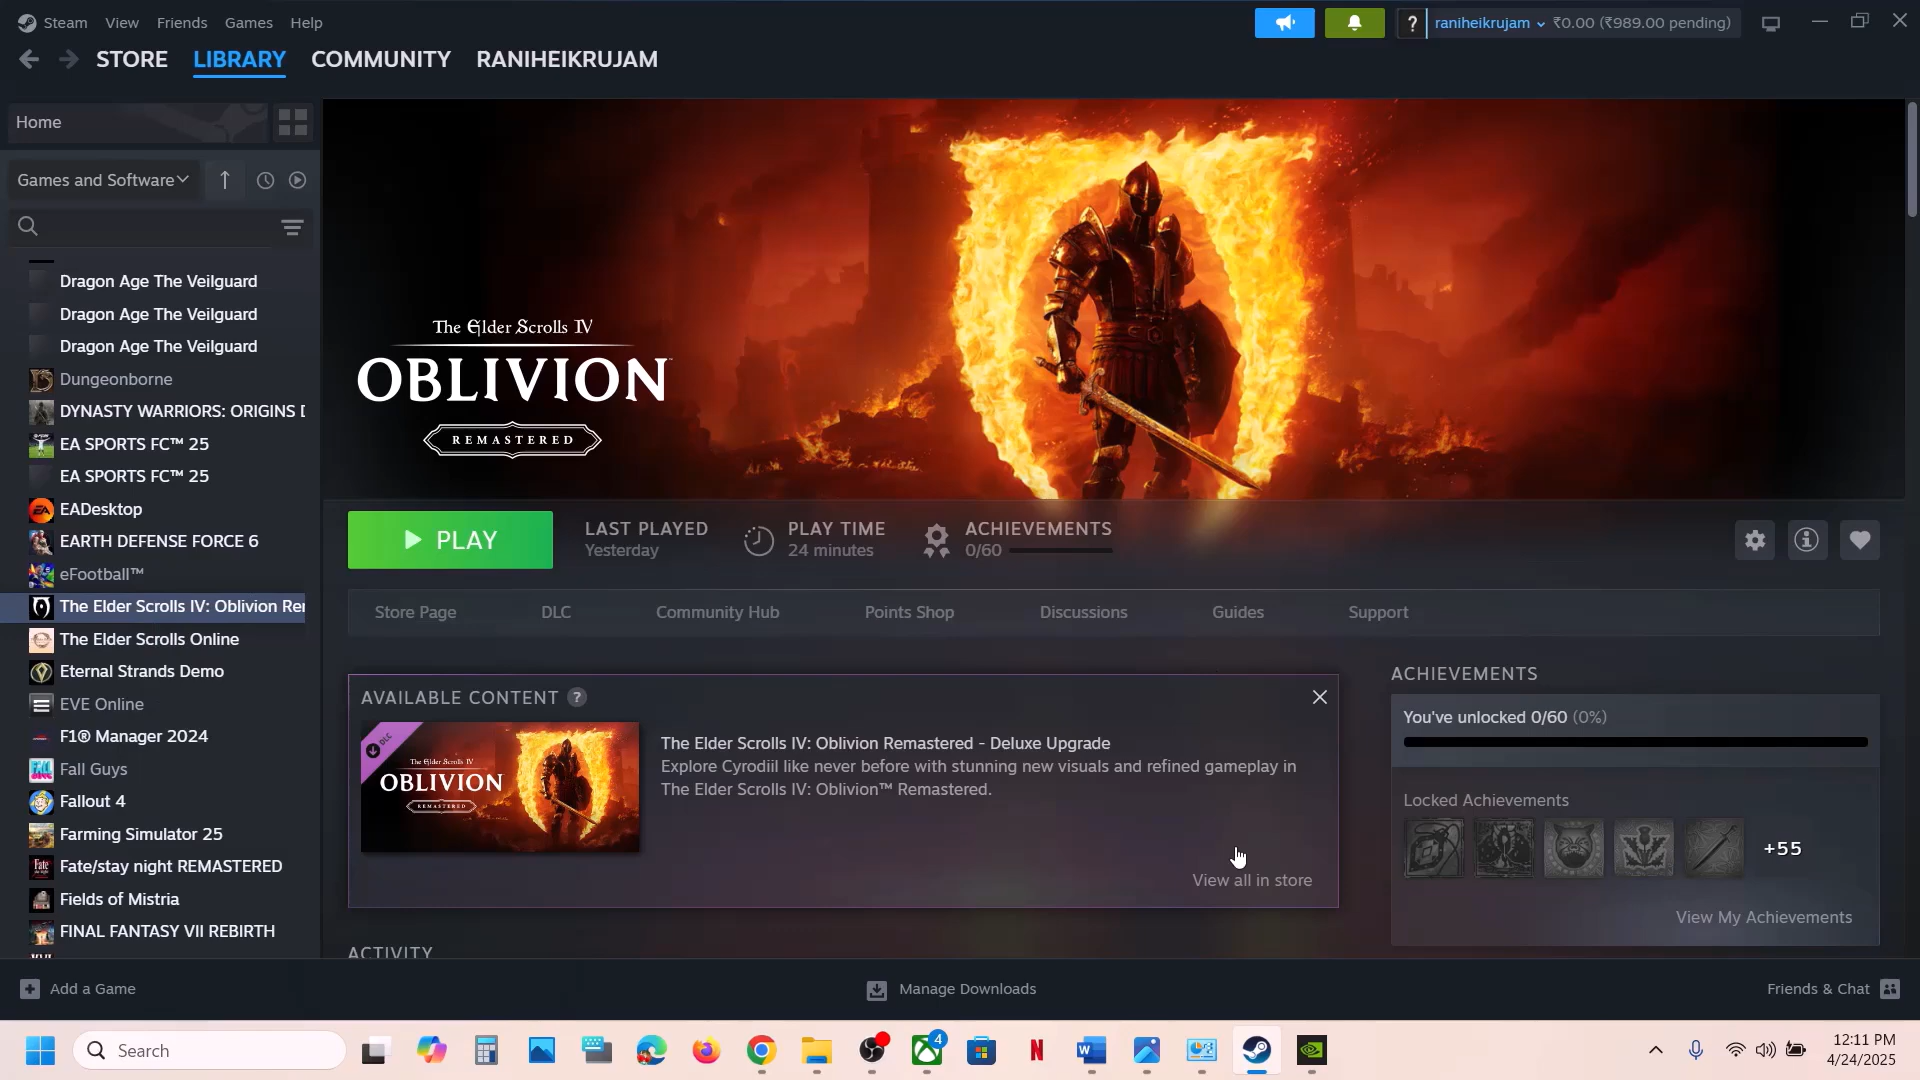 Steam View Friends Games Help
? raniheikrujam ₹0.00 (₹989.00 pending)
STORE LIBRARY COMMUNITY RANIHEIKRUJAM
Home
Games and Software
Dragon Age The Veilguard
Dragon Age The Veilguard
Dragon Age The Veilguard
Dungeonborne
DYNASTY WARRIORS: ORIGINS D
EA SPORTS FC™ 25
EA SPORTS FC™ 25
EADesktop
EARTH DEFENSE FORCE 6
eFootball™
The Elder Scrolls IV: Oblivion Rer
The Elder Scrolls Online
Eternal Strands Demo
EVE Online
F1® Manager 2024
Fall Guys
Fallout 4
Farming Simulator 25
Fate/stay night REMASTERED
Fields of Mistria
FINAL FANTASY VII REBIRTH
The Elder Scrolls IV
OBLIVION™
REMASTERED
PLAY
LAST PLAYED
Yesterday
PLAY TIME
24 minutes
ACHIEVEMENTS
0/60
Store Page DLC Community Hub Points Shop Discussions Guides Support
AVAILABLE CONTENT ?
DLC
The Elder Scrolls IV
OBLIVION
REMASTERED
The Elder Scrolls IV: Oblivion Remastered - Deluxe Upgrade
Explore Cyrodiil like never before with stunning new visuals and refined gameplay in
The Elder Scrolls IV: Oblivion™ Remastered.
View all in store
ACHIEVEMENTS
You've unlocked 0/60 (0%)
Locked Achievements
+55
View My Achievements
ACTIVITY
Add a Game
Manage Downloads
Friends & Chat
Search
4
12:11 PM
4/24/2025